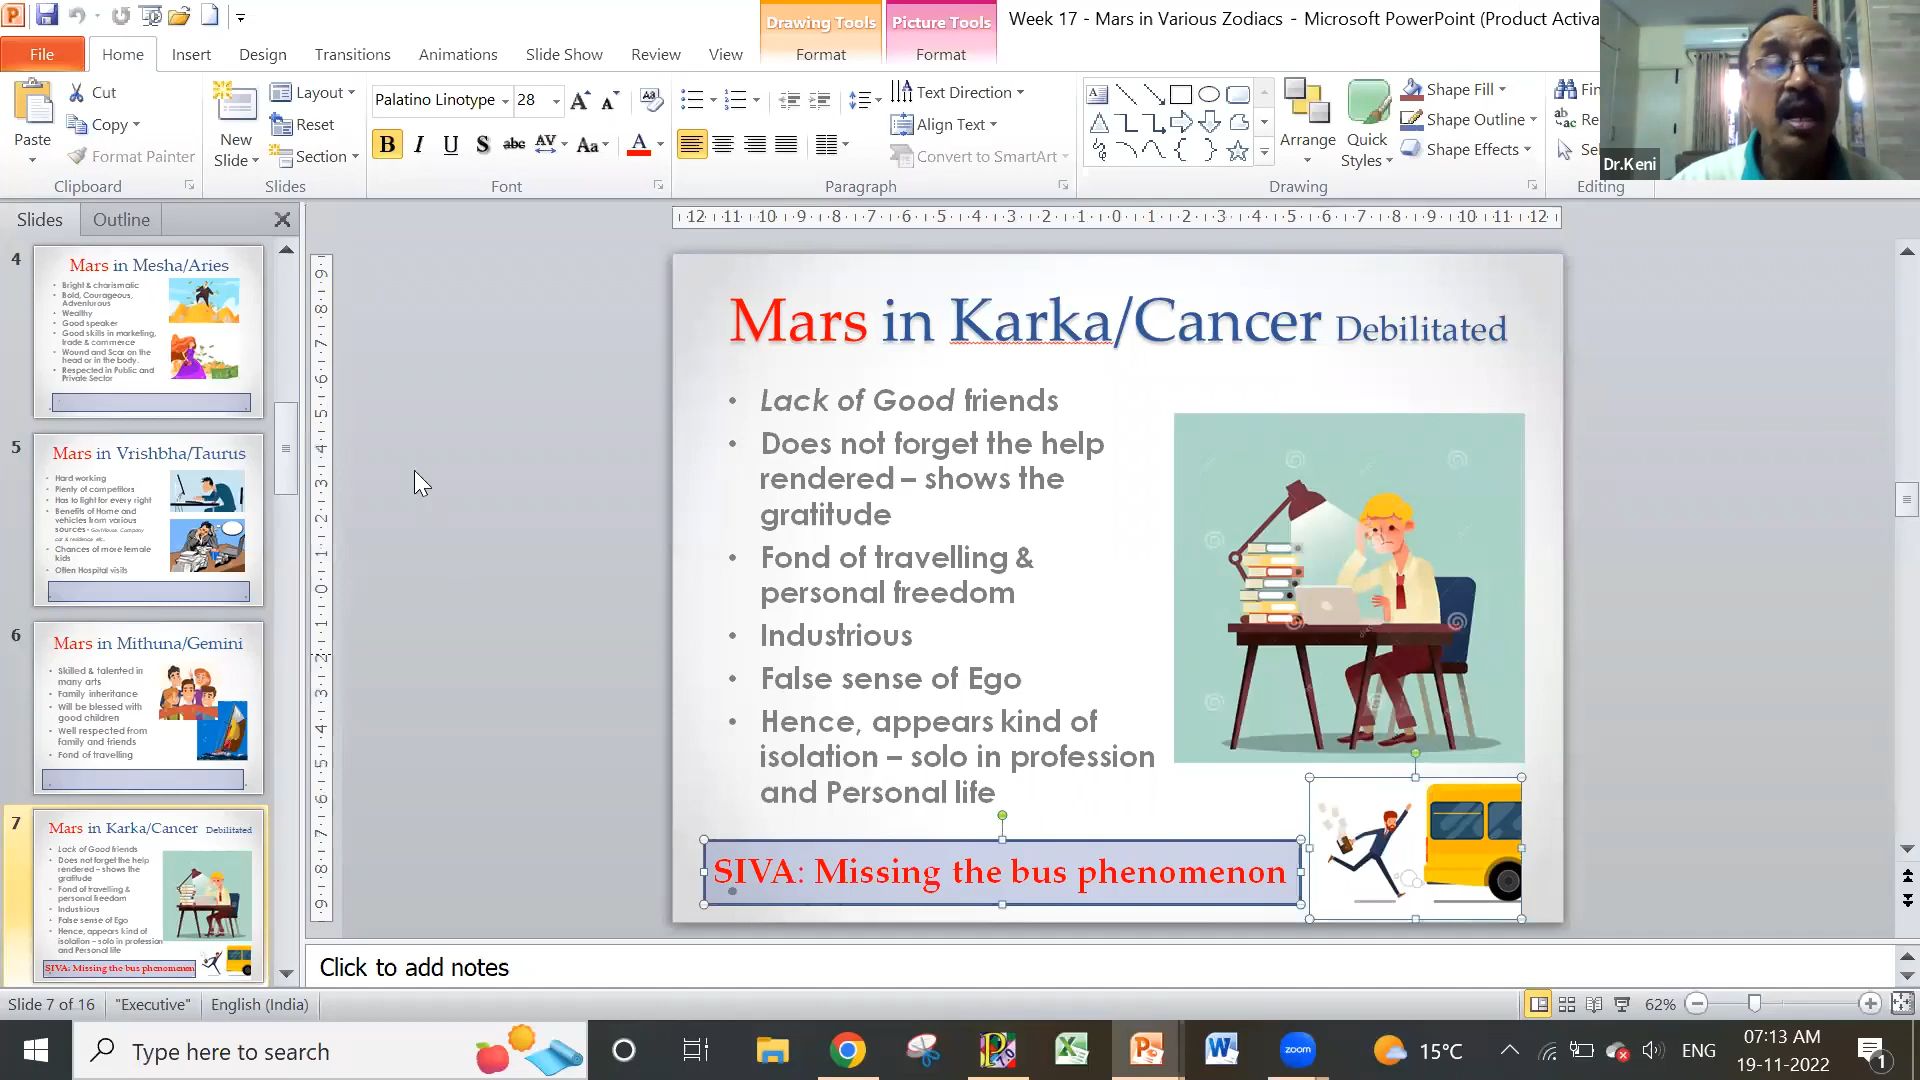 Week 17 - Mars in Various Zodiacs - Microsoft PowerPoint (Product Activa
Drawing Tools
Picture Tools
File
Home
Insert
Design
Transitions
Animations
Slide Show
Review
View
Format
Format
Paste
Cut
Copy
Format Painter
Clipboard
New
Slide
Layout
Reset
Section
Slides
Palatino Linotype
28
Font
Text Direction
Align Text
Convert to SmartArt
Paragraph
Arrange
Quick
Styles
Shape Fill
Shape Outline
Shape Effects
Drawing
Fin
Re
Sel
Editing
Dr.Keni
Slides
Outline
4
Mars in Mesha/Aries
Bright & charismatic
Bold, Courageous,
Adventurous
Wealthy
Good speaker
Good skills in marketing,
trade & commerce
Wound and Scar on the
head or in the body.
Respected in Public and
Private Sector
5
Mars in Vrishbha/Taurus
Hard working
Plenty of competitors
Has to fight for every right
Benefits of Home and
vehicles from various
sources - Govt House, Company
car & residence etc.
Chances of more female
kids
Often Hospital visits
6
Mars in Mithuna/Gemini
Skilled & talented in
many arts
Family inheritance
Will be blessed with
good children
Well respected from
family and friends
Fond of travelling
7
Mars in Karka/Cancer Debilitated
Lack of Good friends
Does not forget the help
rendered – shows the
gratitude
Fond of travelling &
personal freedom
Industrious
False sense of Ego
Hence, appears kind of
isolation – solo in profession
and Personal life
SIVA: Missing the bus phenomenon
Mars in Karka/Cancer Debilitated
• Lack of Good friends
• Does not forget the help
rendered – shows the
gratitude
• Fond of travelling &
personal freedom
• Industrious
• False sense of Ego
• Hence, appears kind of
isolation – solo in profession
and Personal life
SIVA: Missing the bus phenomenon
Click to add notes
Slide 7 of 16
"Executive"
English (India)
62%
Type here to search
zoom
15°C
ENG
07:13 AM
19-11-2022
1